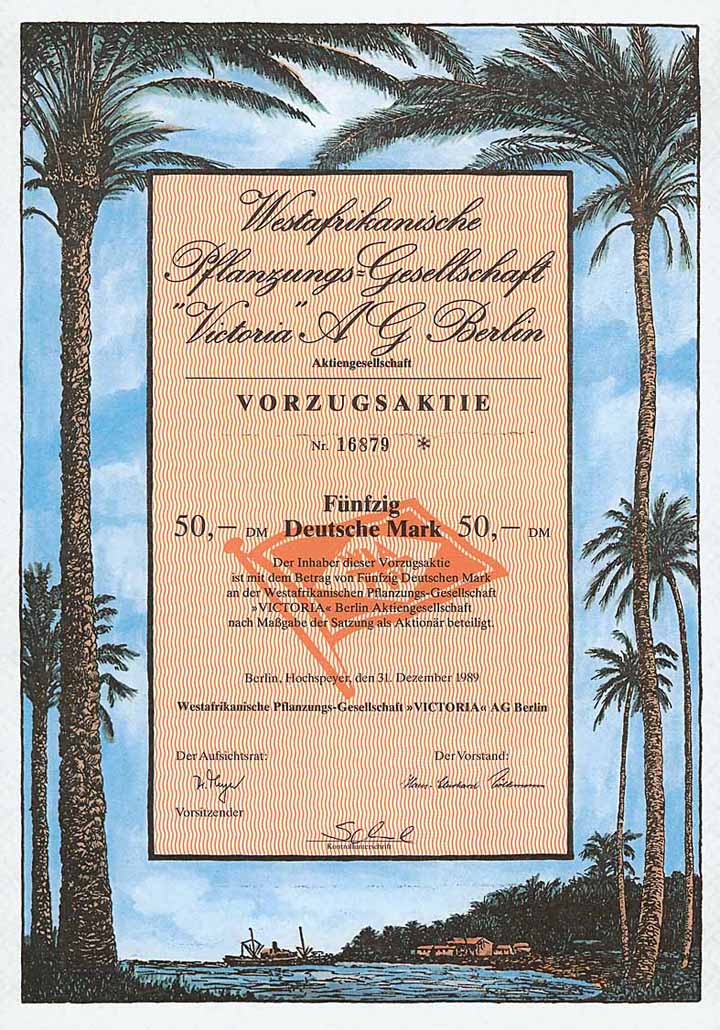 Westafrikanische
Pflanzungs=Gesellschaft
"Victoria" A G Berlin
Aktiengesellschaft
VORZUGSAKTIE
Nr. 16879 *
50,— DM Fünfzig Deutsche Mark 50,— DM
Der Inhaber dieser Vorzugsaktie
ist mit dem Betrag von Fünfzig Deutschen Mark
an der Westafrikanischen Pflanzungs-Gesellschaft
»VICTORIA« Berlin Aktiengesellschaft
nach Maßgabe der Satzung als Aktionär beteiligt.
Berlin, Hochspeyer, den 31. Dezember 1989
Westafrikanische Pflanzungs-Gesellschaft »VICTORIA« AG Berlin
Der Aufsichtsrat: Der Vorstand:
Vorsitzender
Kontrollunterschrift